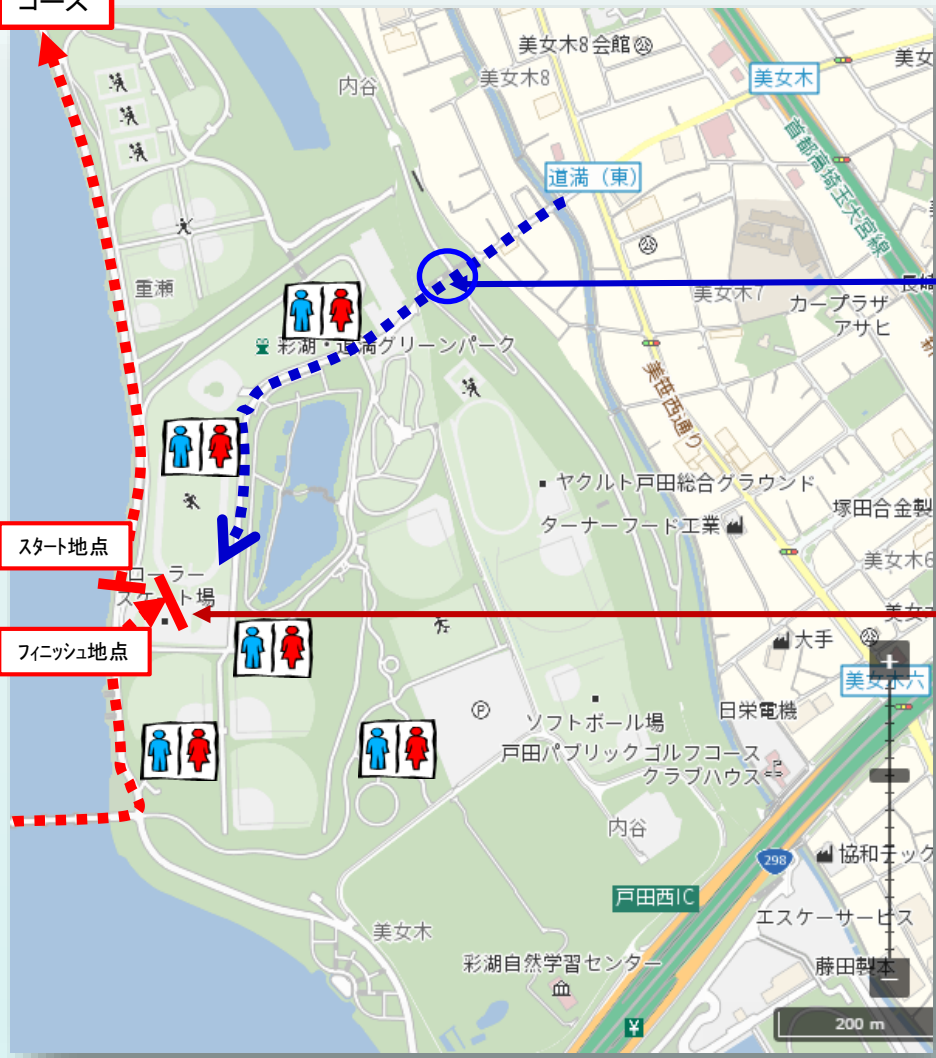 コース
美女木8会館
美女木8
内谷
美女木
道満（東）
首都高埼玉大宮線
重瀬
美女木7
カープラザ
アサヒ
彩湖・道満グリーンパーク
美笹西通り
ヤクルト戸田総合グラウンド
ターナーフード工業
塚田合金製
美女木6
スタート地点
ローラー
スケート場
フィニッシュ地点
大手
美女木六
日栄電機
P
ソフトボール場
戸田パブリックゴルフコース
クラブハウス
内谷
298
協和テック
戸田西IC
エスケーサービス
美女木
彩湖自然学習センター
藤田製本
200 m